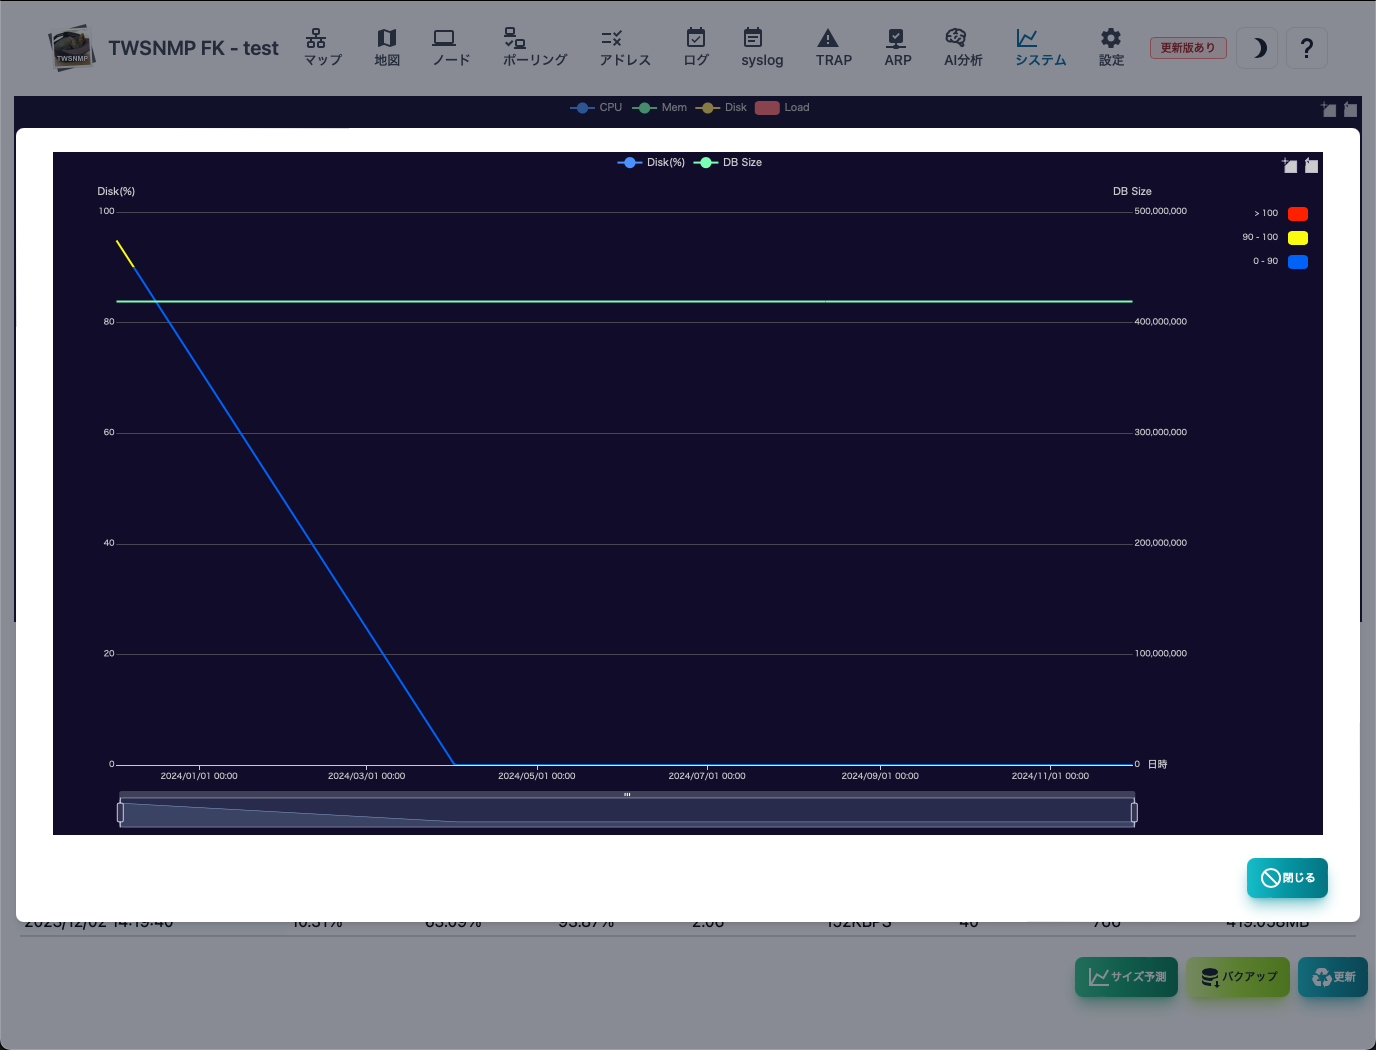 TWSNMP
TWSNMP FK - test
マップ
地図
ノード
ポーリング
アドレス
ログ
syslog
TRAP
ARP
AI分析
システム
設定
更新版あり
?
CPU Mem Disk Load
Disk(%) DB Size
Disk(%)
DB Size
100
500,000,000
> 100
90 - 100
0 - 90
80
400,000,000
60
300,000,000
40
200,000,000
20
100,000,000
0
0 日時
2024/01/01 00:00
2024/03/01 00:00
2024/05/01 00:00
2024/07/01 00:00
2024/09/01 00:00
2024/11/01 00:00
閉じる
サイズ予測
バクアップ
更新